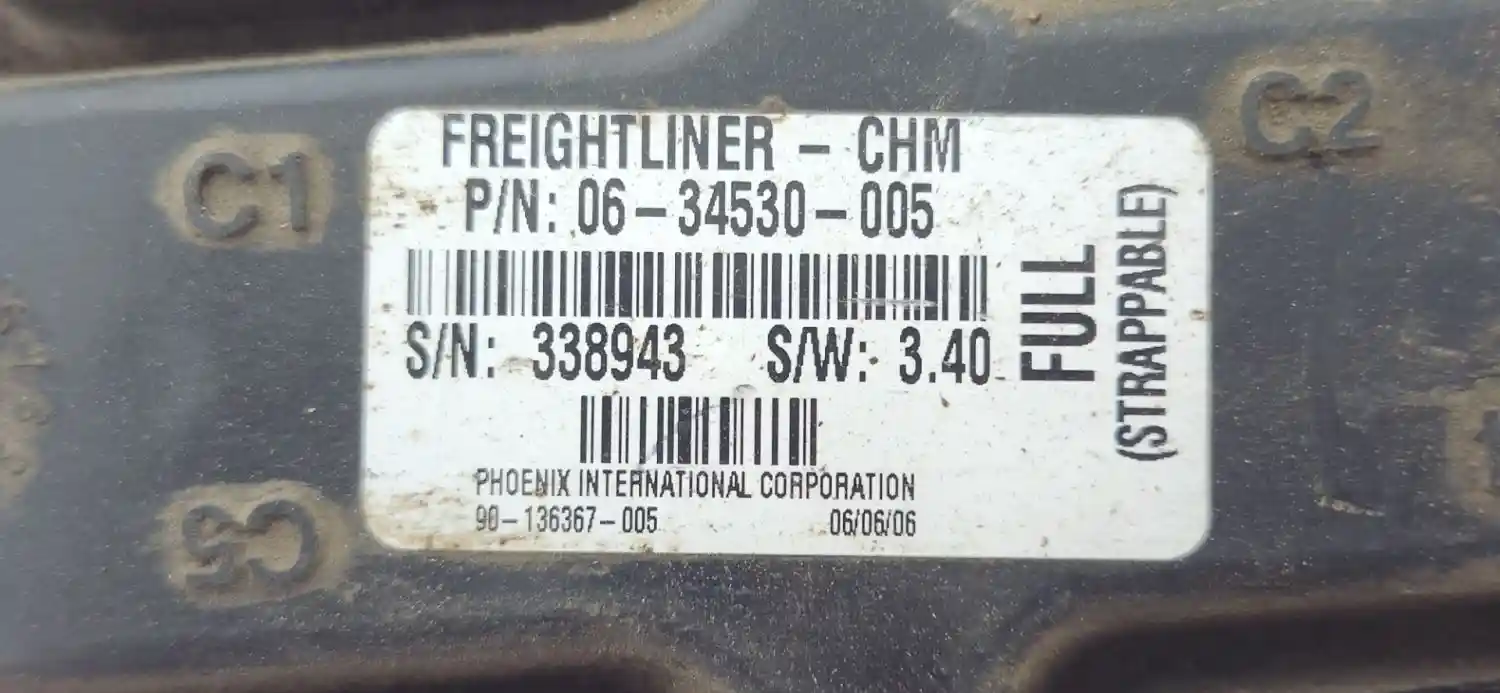 C1
C2
FREIGHTLINER – CHM
P/N: 06–34530–005
S/N: 338943 S/W: 3.40
FULL
(STRAPPABLE)
PHOENIX INTERNATIONAL CORPORATION
90–136367–005 06/06/06
C5